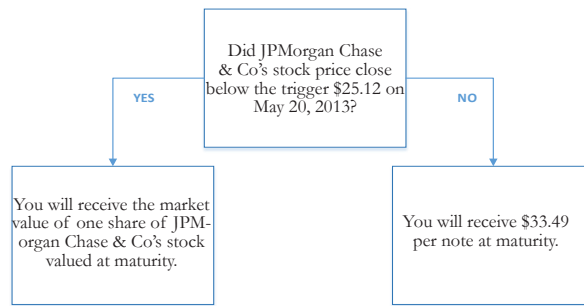 Did JPMorgan Chase
& Co’s stock price close
below the trigger $25.12 on
May 20, 2013?
YES
NO
You will receive the market
value of one share of JPM-
organ Chase & Co’s stock
valued at maturity.
You will receive $33.49
per note at maturity.